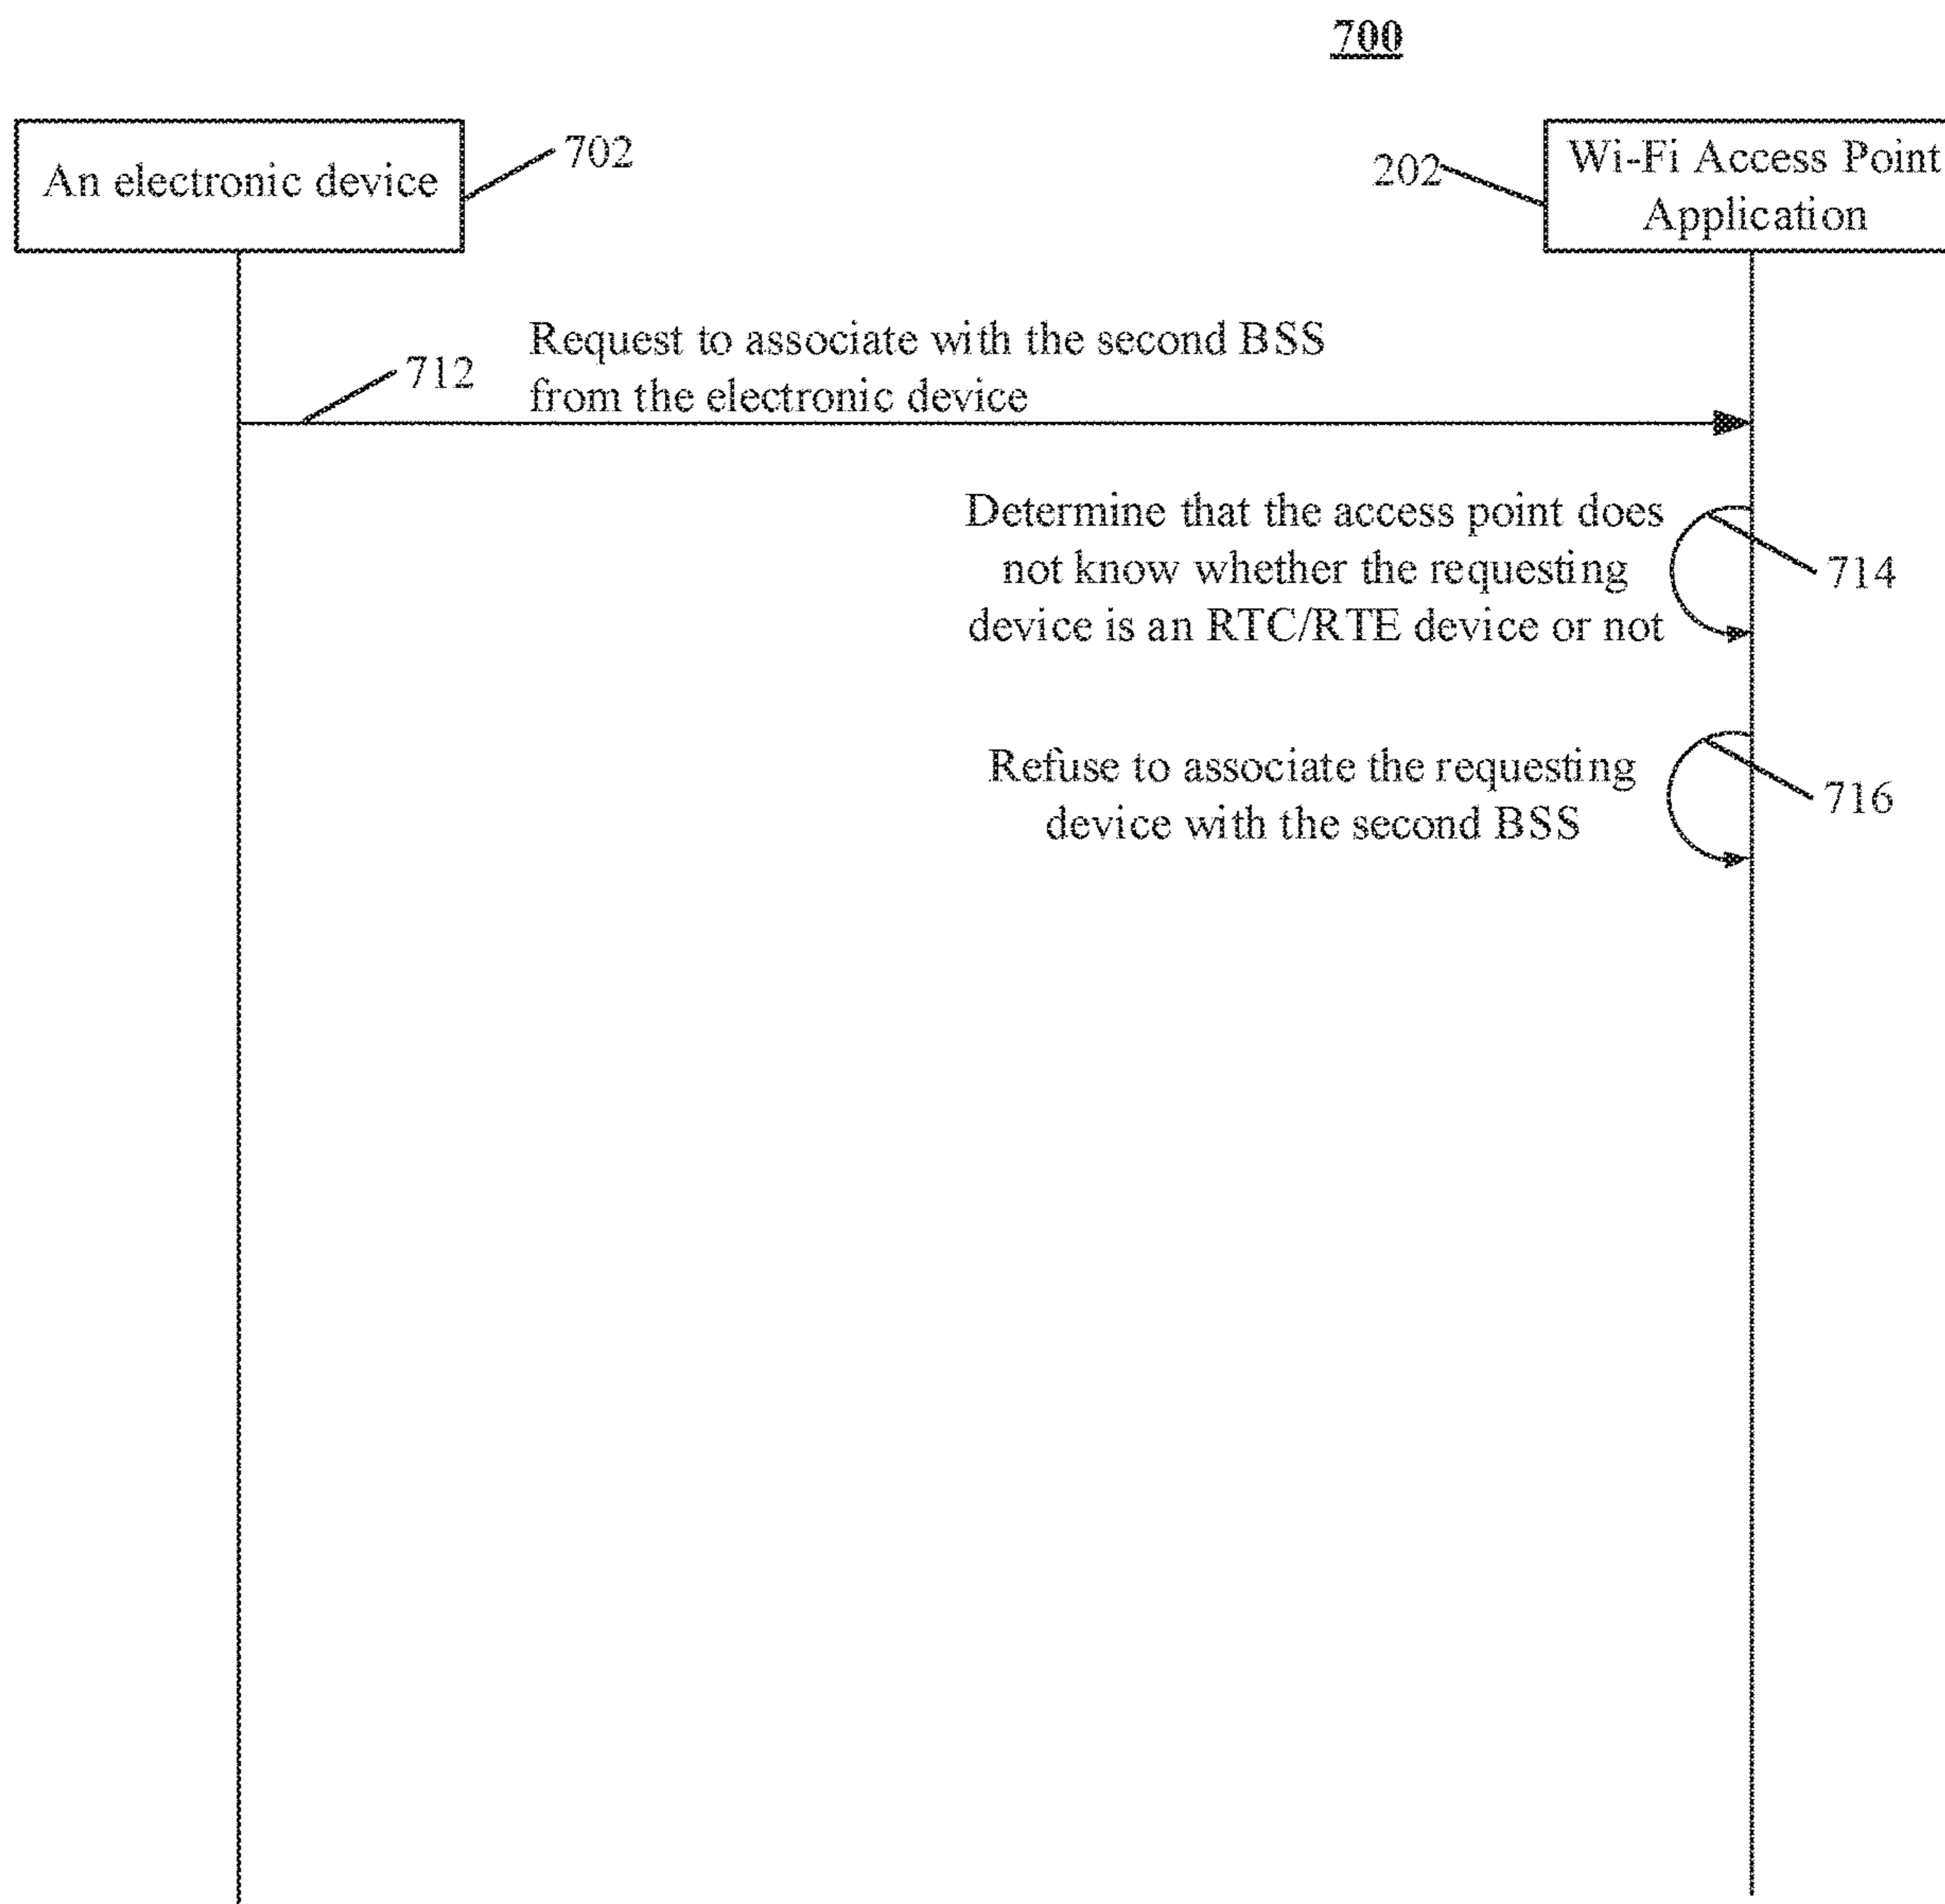 700
An electronic device
702
202
Wi-Fi Access Point
Application
Request to associate with the second BSS
from the electronic device
712
Determine that the access point does
not know whether the requesting
device is an RTC/RTE device or not
714
Refuse to associate the requesting
device with the second BSS
716